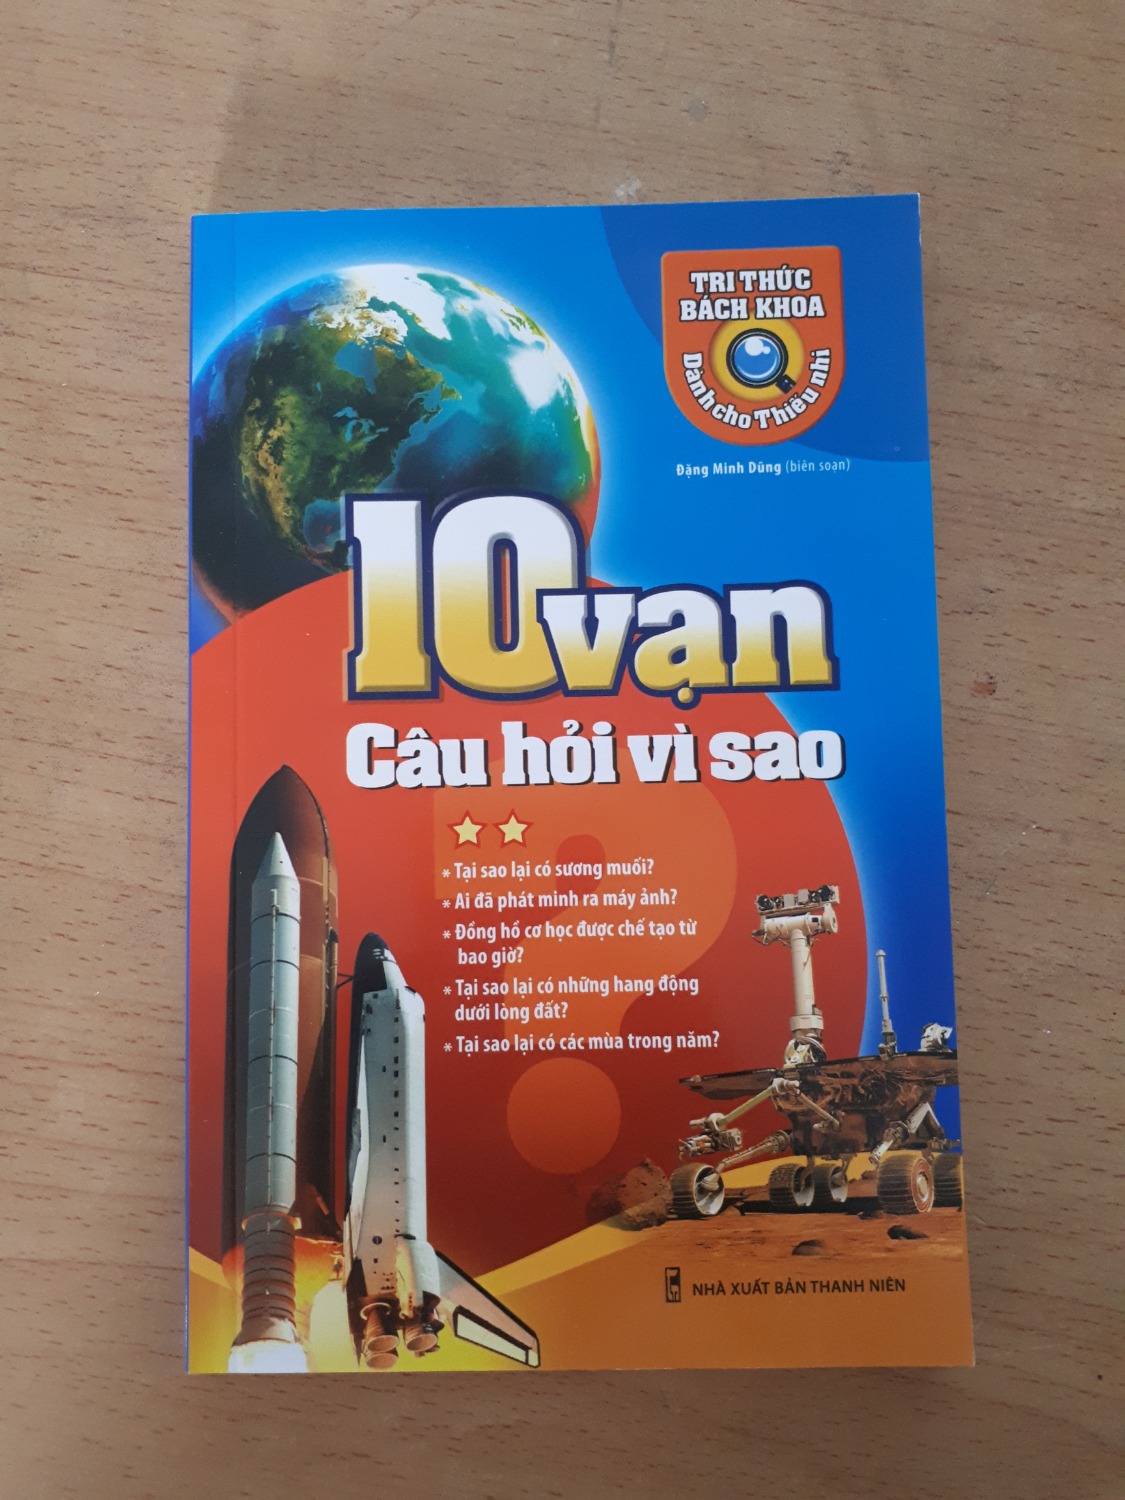 TRI THỨC
BÁCH KHOA
Dành cho Thiếu nhi
Đặng Minh Dũng (biên soạn)
10 vạn
Câu hỏi vì sao
* Tại sao lại có sương muối?
* Ai đã phát minh ra máy ảnh?
* Đồng hồ cơ học được chế tạo từ
bao giờ?
* Tại sao lại có những hang động
dưới lòng đất?
* Tại sao lại có các mùa trong năm?
NHÀ XUẤT BẢN THANH NIÊN